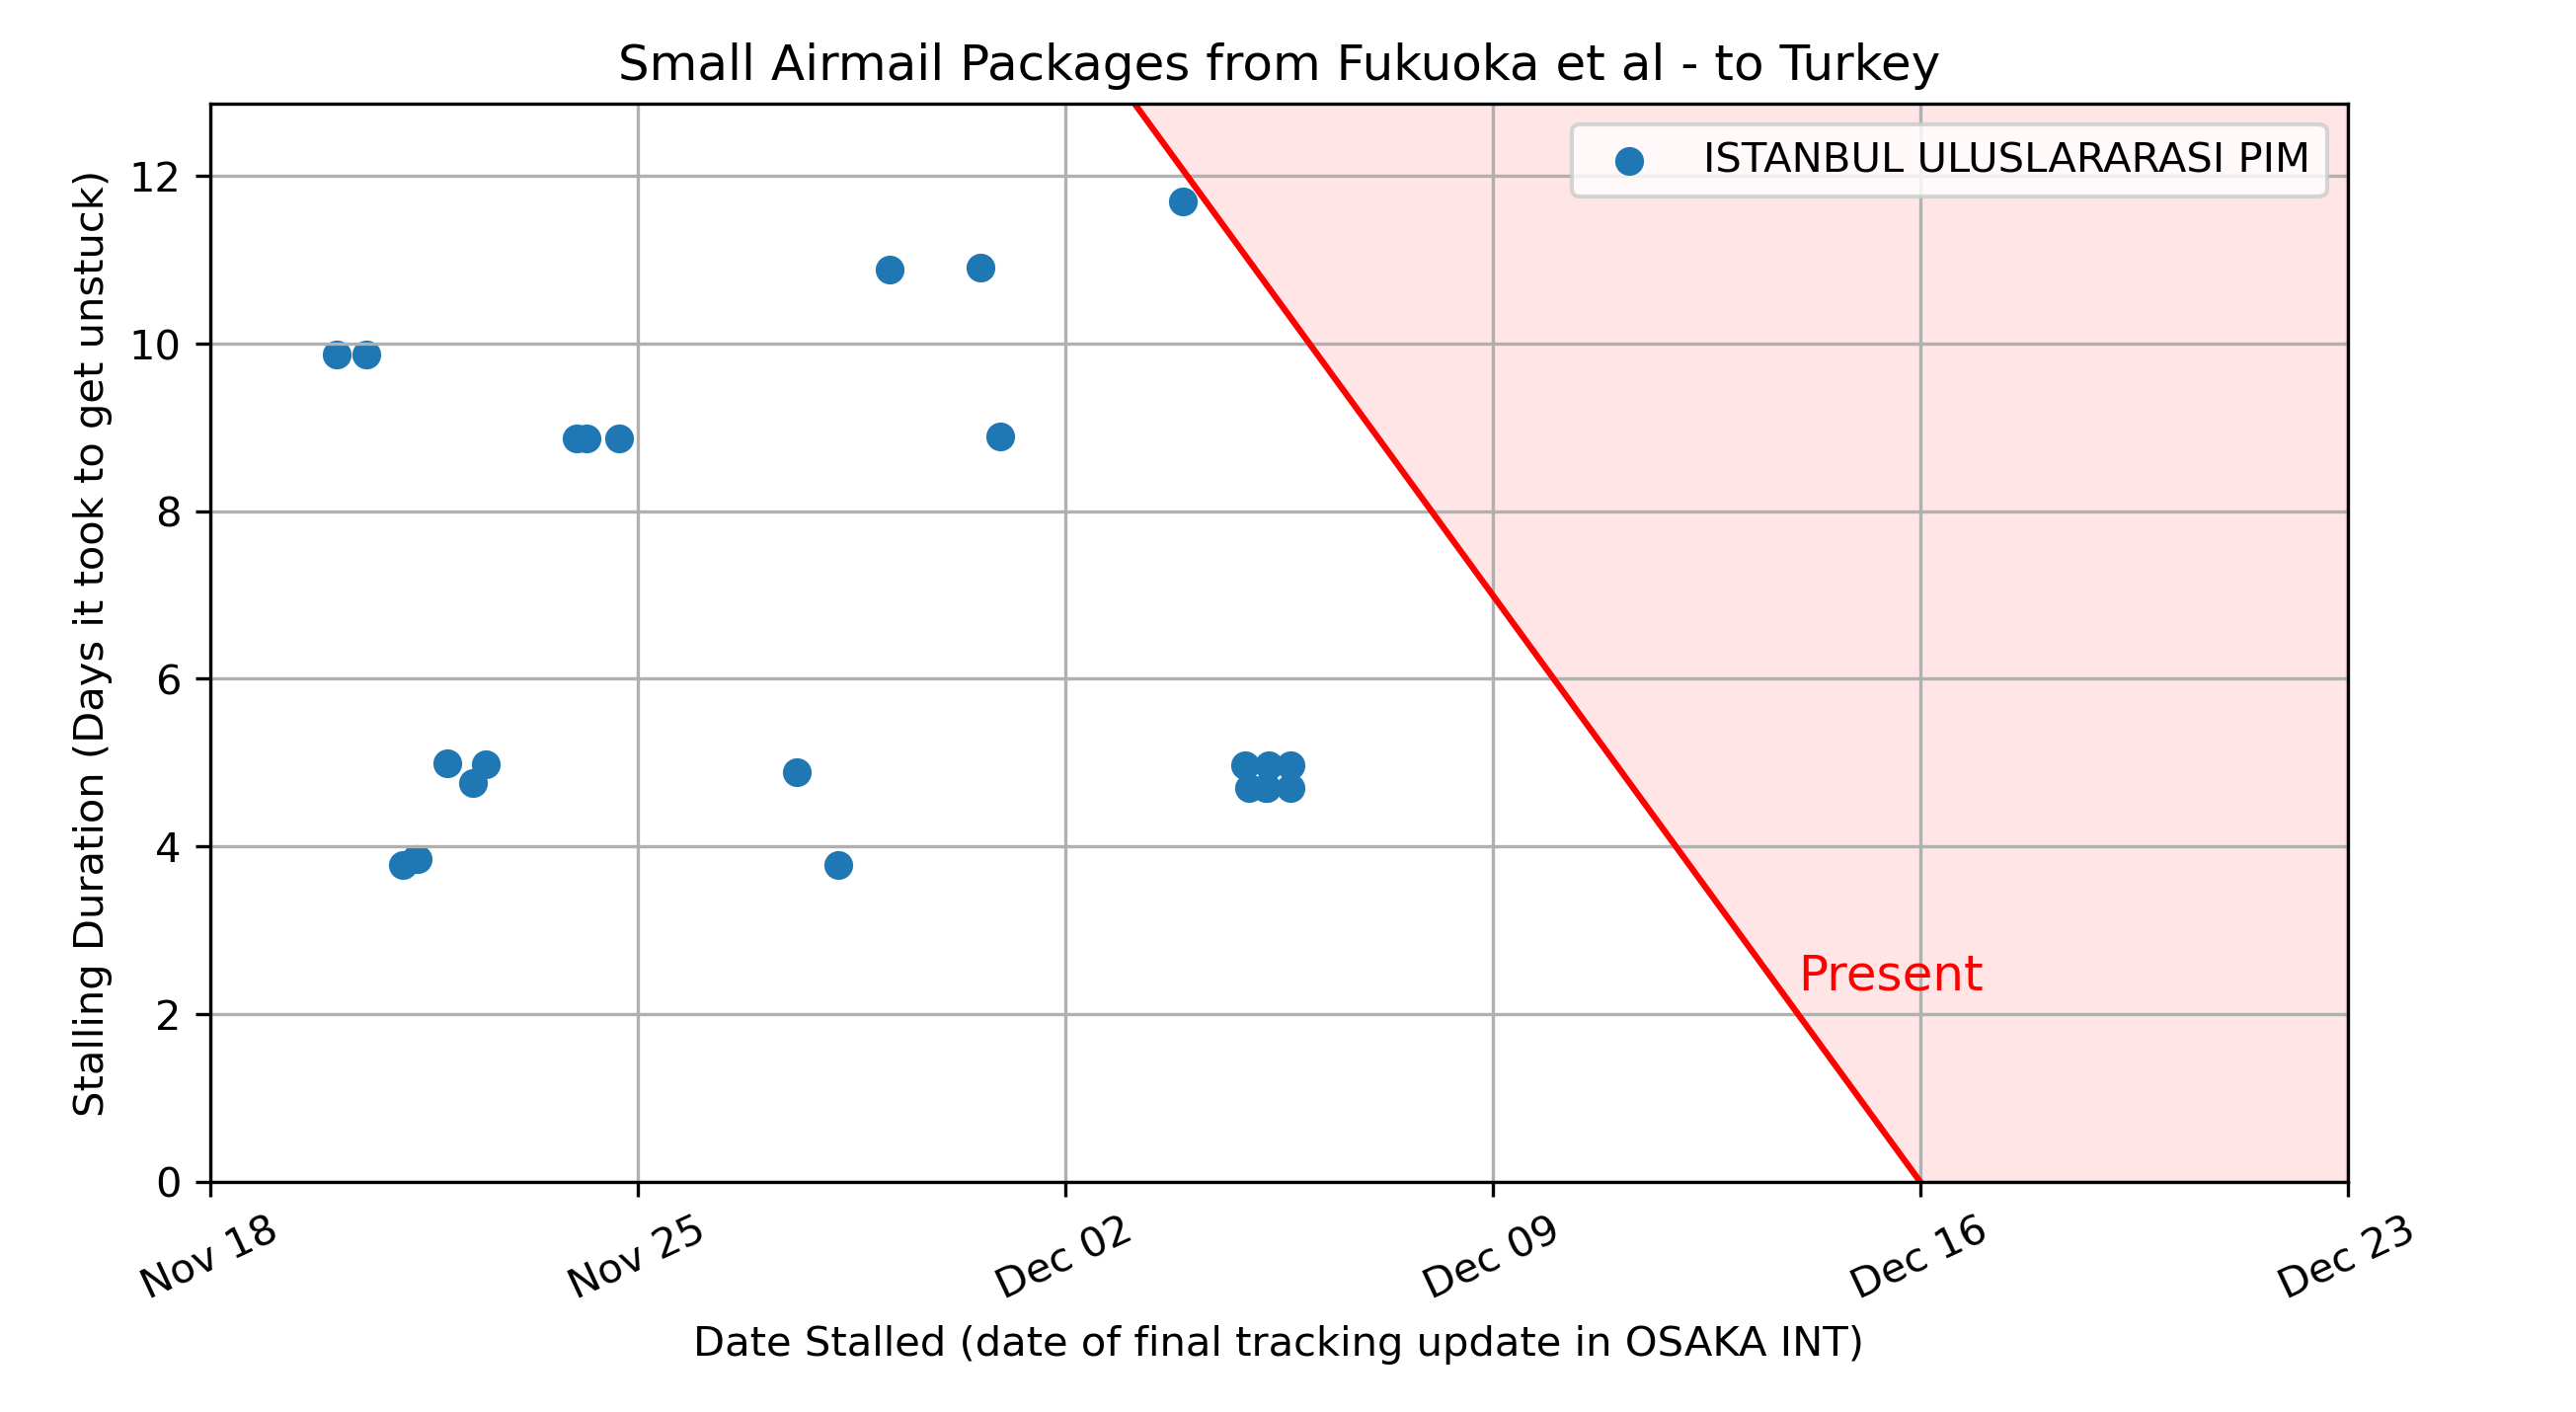 Small Airmail Packages from Fukuoka et al - to Turkey
ISTANBUL ULUSLARARASI PIM
Stalling Duration (Days it took to get unstuck)
12
10
8
6
4
2
0
Present
Nov 18
Nov 25
Dec 02
Dec 09
Dec 16
Dec 23
Date Stalled (date of final tracking update in OSAKA INT)